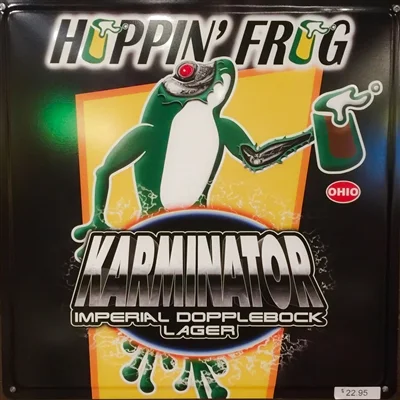 HOPPIN' FROG
OHIO
KARMINATOR
IMPERIAL DOPPLEBOCK
LAGER
$22.95